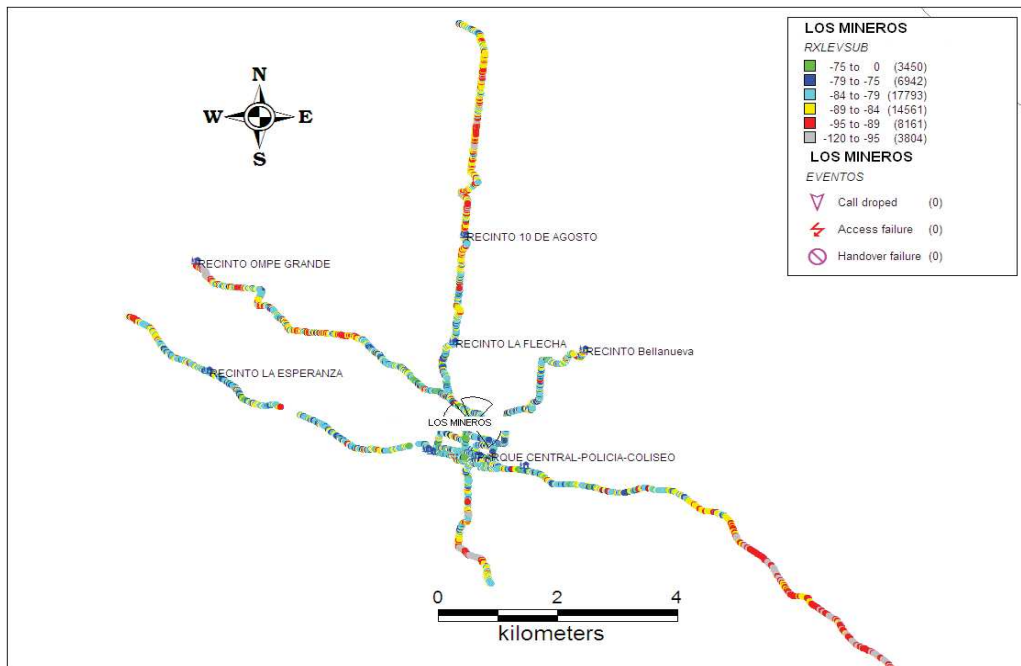 N
W E
S
LOS MINEROS
RXLEVSUB
-75 to 0 (3450)
-79 to -75 (6942)
-84 to -79 (17793)
-89 to -84 (14561)
-95 to -89 (8161)
-120 to -95 (3804)
LOS MINEROS
EVENTOS
Call droped (0)
Access failure (0)
Handover failure (0)
RECINTO 10 DE AGOSTO
RECINTO OMPE GRANDE
RECINTO LA FLECHA
RECINTO Bellanueva
RECINTO LA ESPERANZA
LOS MINEROS
PARQUE CENTRAL-POLICIA-COLISEO
0 2 4
kilometers